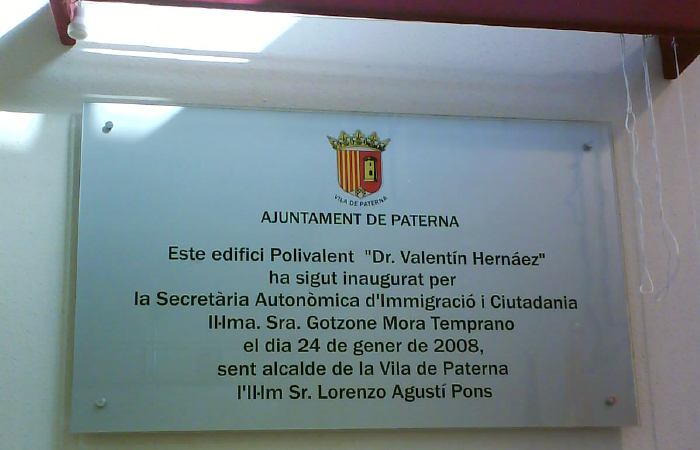 VILA DE PATERNA
AJUNTAMENT DE PATERNA
Este edifici Polivalent "Dr. Valentín Hernáez"
ha sigut inaugurat per
la Secretària Autonòmica d'Immigració i Ciutadania
Il·lma. Sra. Gotzone Mora Temprano
el dia 24 de gener de 2008,
sent alcalde de la Vila de Paterna
l'Il·lm Sr. Lorenzo Agustí Pons